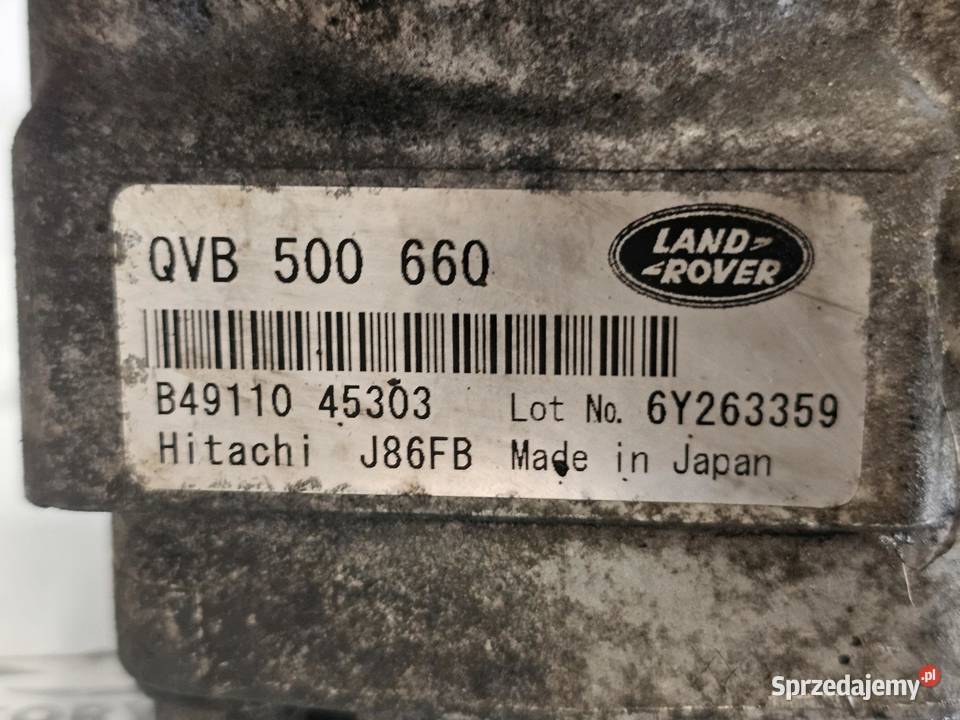 QVB 500 660
LAND-
-ROVER
B49110 45303 Lot No. 6Y263359
Hitachi J86FB Made in Japan
Sprzedajemy.pl